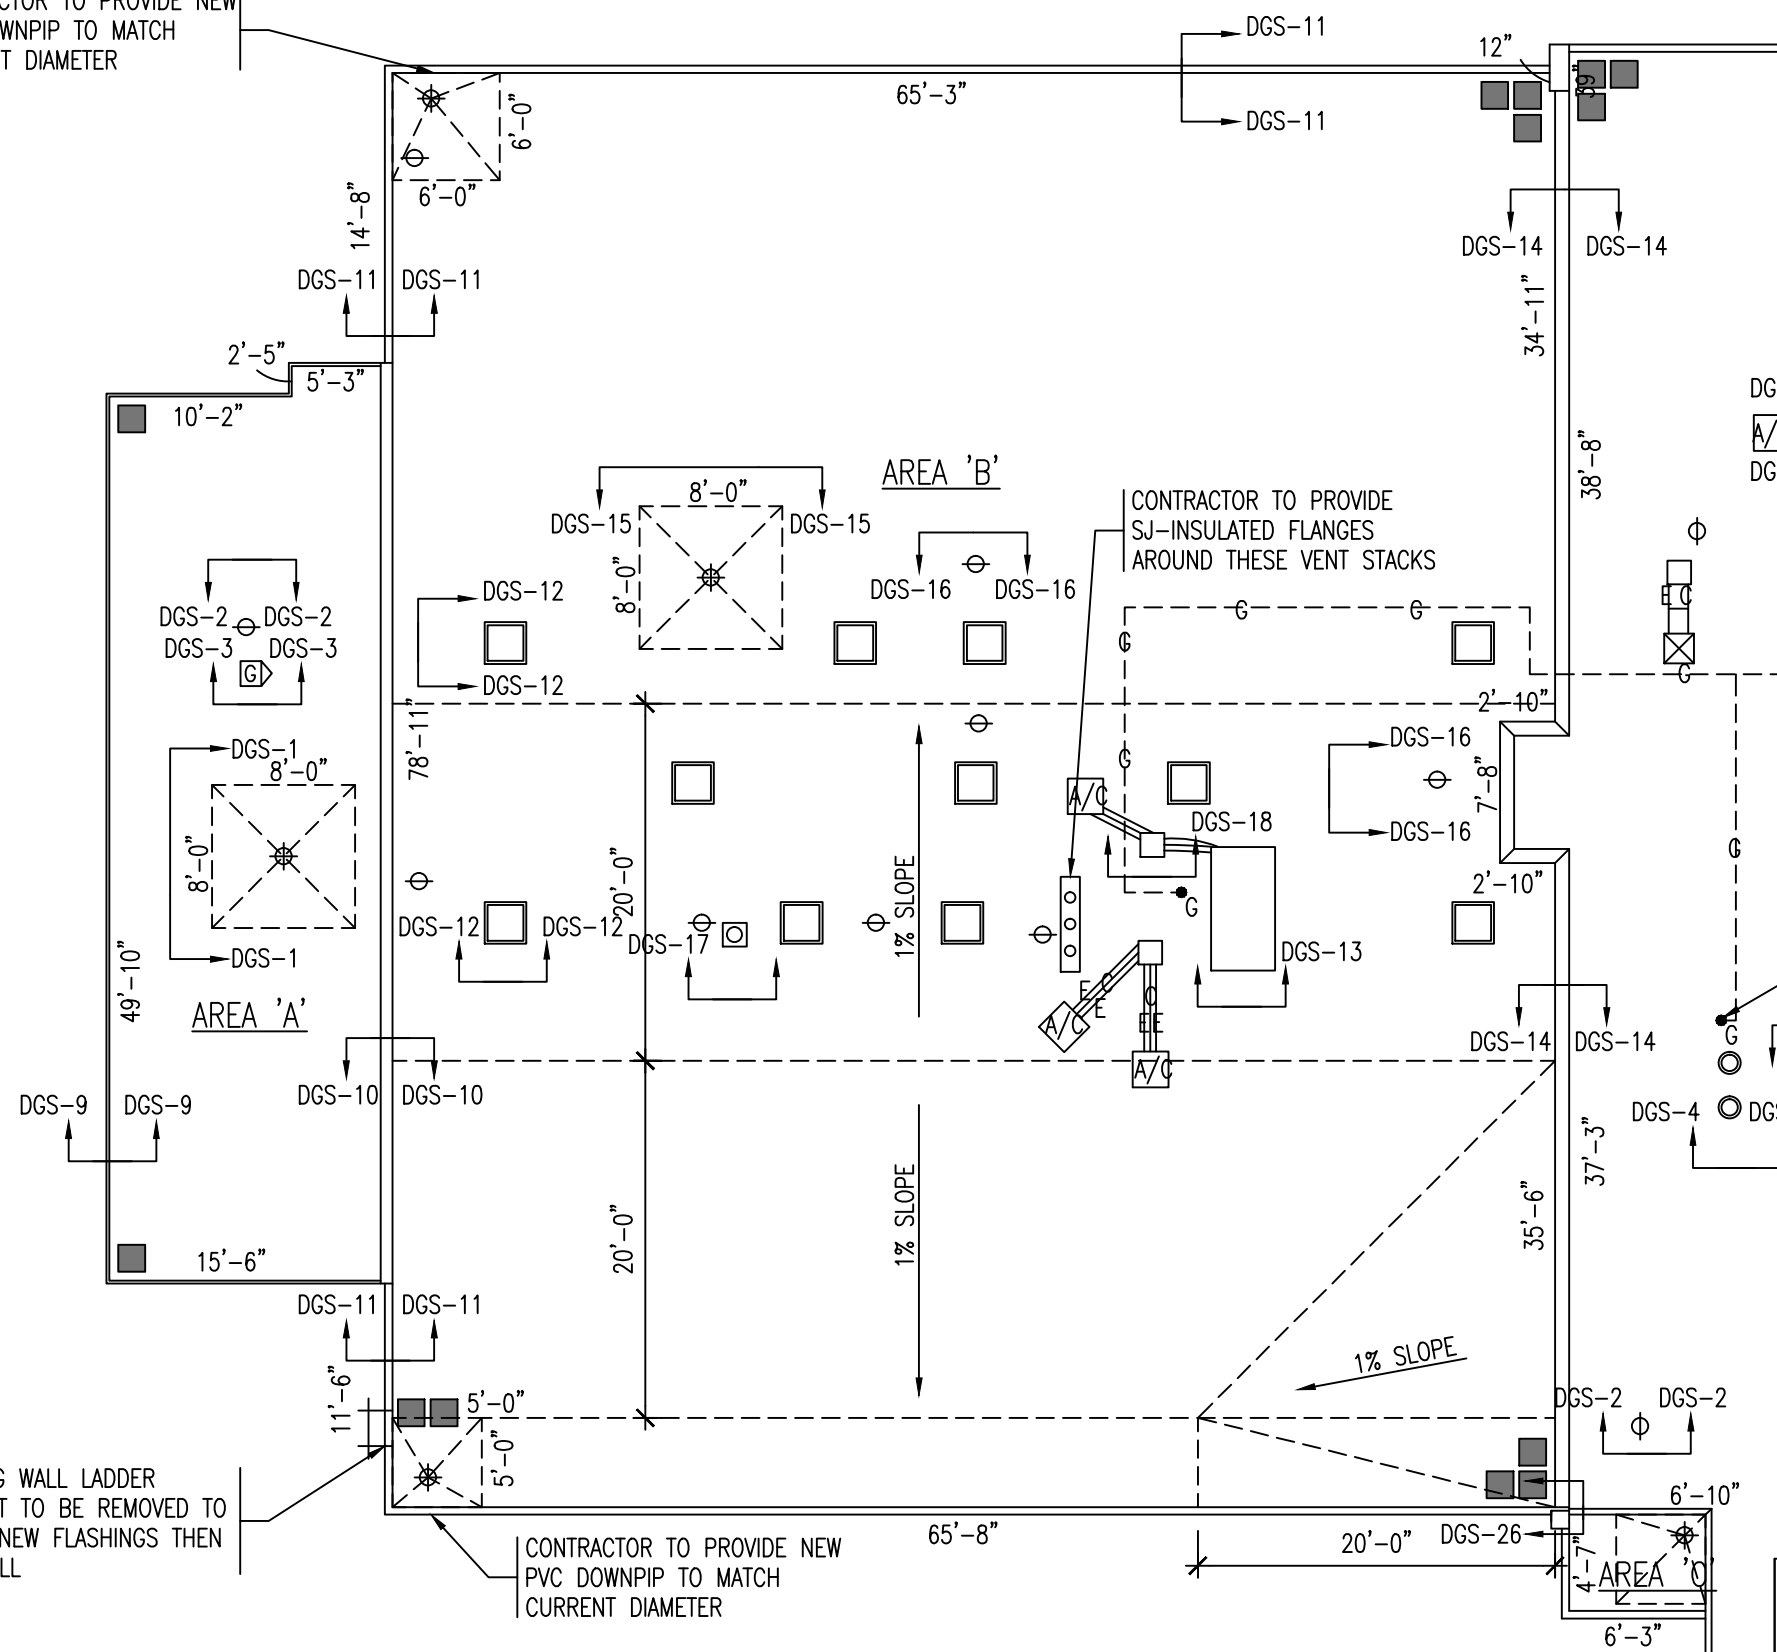 CTOR TO PROVIDE NEW
WNPIP TO MATCH
T DIAMETER
DGS-11
DGS-11
65'-3"
12"
39"
6'-0"
6'-0"
14'-8"
DGS-11 DGS-11
DGS-14 DGS-14
34'-11"
38'-8"
2'-5"
5'-3"
10'-2"
DG
A/
DG
AREA 'B'
8'-0"
8'-0"
DGS-15 DGS-15
CONTRACTOR TO PROVIDE
SJ-INSULATED FLANGES
AROUND THESE VENT STACKS
DGS-16 DGS-16
DGS-12
DGS-12
DGS-2 DGS-2
DGS-3 DGS-3
G
G G
G
E C
G
2'-10"
78'-11"
DGS-1
8'-0"
8'-0"
DGS-1
DGS-16
DGS-16
7'-8"
2'-10"
G
A/C
DGS-18
G
G
20'-0"
1% SLOPE
DGS-12 DGS-12
DGS-17
DGS-13
49'-10"
AREA 'A'
E C
E
A/C
C
EE
A/C
DGS-14 DGS-14
G
DGS-10 DGS-10
DGS-9 DGS-9
DGS-4 DGS
37'-3"
35'-6"
20'-0"
1% SLOPE
15'-6"
DGS-11 DGS-11
1% SLOPE
11'-6"
5'-0"
5'-0"
DGS-2 DGS-2
G WALL LADDER
T TO BE REMOVED TO
NEW FLASHINGS THEN
LL
6'-10"
65'-8"
20'-0"
DGS-26
4'-7"
AREA 'C'
6'-3"
CONTRACTOR TO PROVIDE NEW
PVC DOWNPIP TO MATCH
CURRENT DIAMETER